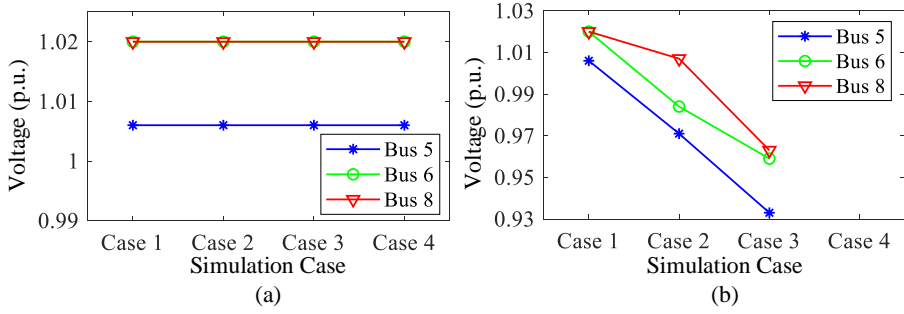 Voltage (p.u.)
1.02
1.01
1
0.99
Bus 5
Bus 6
Bus 8
Case 1 Case 2 Case 3 Case 4
Simulation Case
(a)
Voltage (p.u.)
1.03
1.01
0.99
0.97
0.95
0.93
Bus 5
Bus 6
Bus 8
Case 1 Case 2 Case 3 Case 4
Simulation Case
(b)